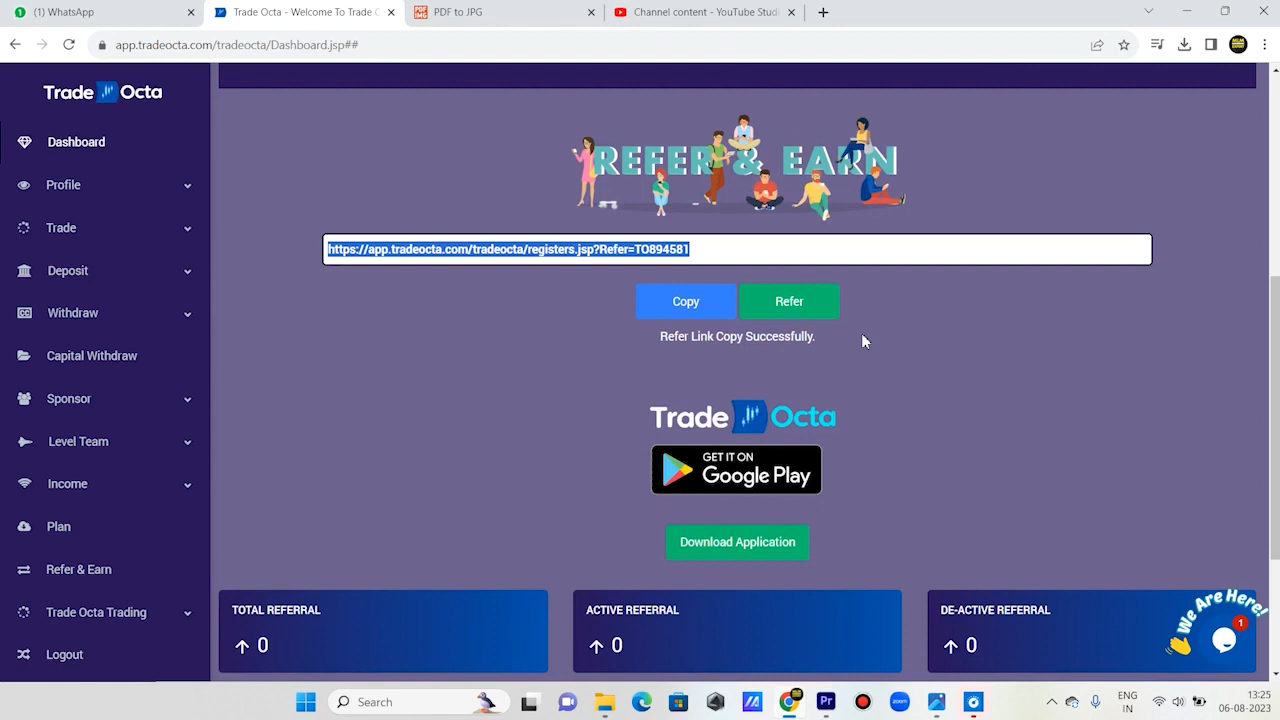 (1) WhatsApp
Trade Octa - Welcome To Trade O
PDF to JPG
Channel content - YouTube Studi
app.tradeocta.com/tradeocta/Dashboard.jsp##
Trade Octa
Dashboard
Profile
Trade
Deposit
Withdraw
Capital Withdraw
Sponsor
Level Team
Income
Plan
Refer & Earn
Trade Octa Trading
Logout
REFER & EARN
https://app.tradeocta.com/tradeocta/registers.jsp?Refer=TO894581
Copy
Refer
Refer Link Copy Successfully.
Trade Octa
GET IT ON
Google Play
Download Application
TOTAL REFERRAL
0
ACTIVE REFERRAL
0
DE-ACTIVE REFERRAL
0
We Are Here!
1
Search
Pr
zoom
ENG
IN
13:25
06-08-2023